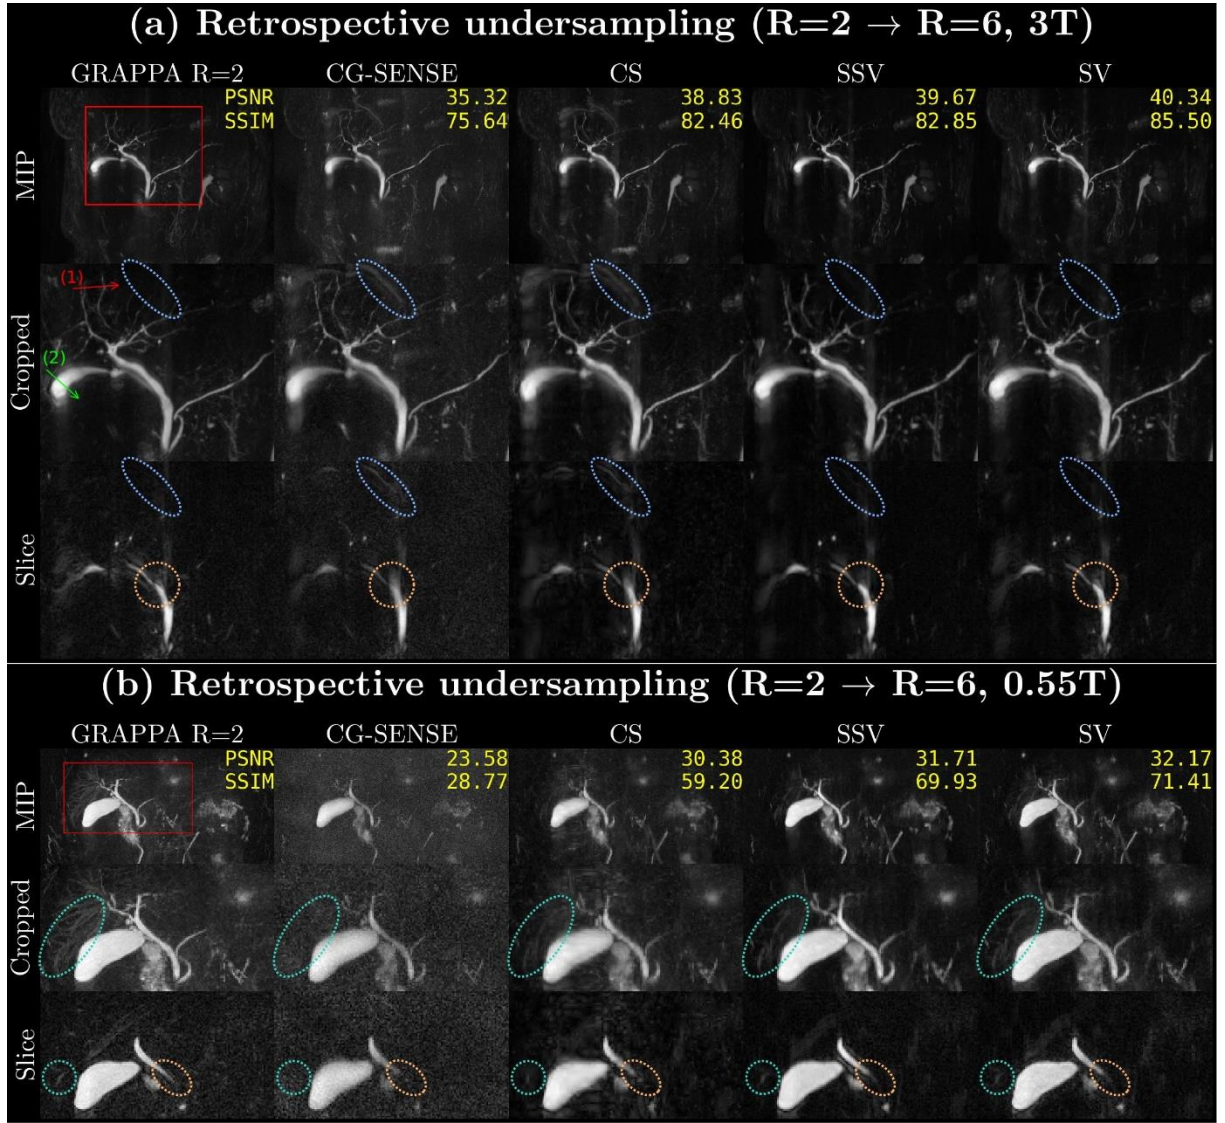 (a) Retrospective undersampling (R=2 → R=6, 3T)
GRAPPA R=2 CG-SENSE CS SSV SV
PSNR 35.32 38.83 39.67 40.34
SSIM 75.64 82.46 82.85 85.50
MIP
(1)
(2)
Cropped
Slice
(b) Retrospective undersampling (R=2 → R=6, 0.55T)
GRAPPA R=2 CG-SENSE CS SSV SV
PSNR 23.58 30.38 31.71 32.17
SSIM 28.77 59.20 69.93 71.41
MIP
Cropped
Slice